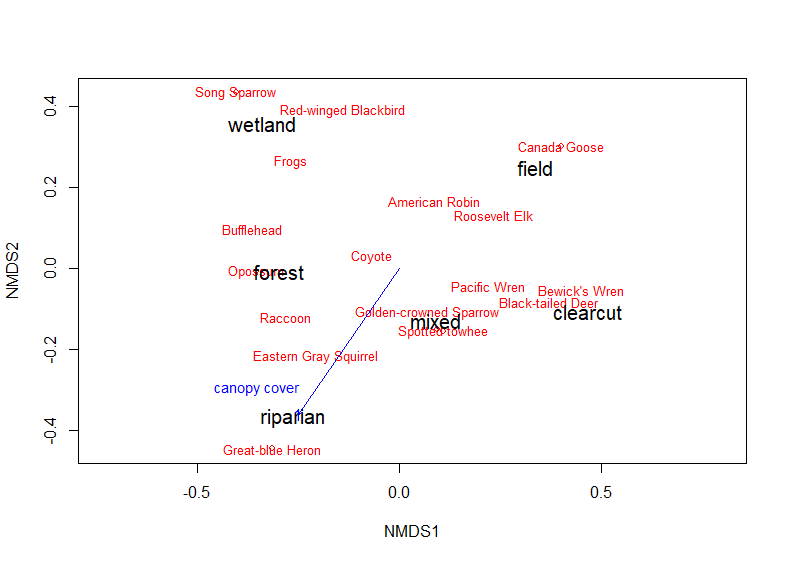 Song Sparrow
Red-winged Blackbird
wetland
Frogs
Canada Goose
field
American Robin
Roosevelt Elk
Bufflehead
Coyote
Opossum
forest
Pacific Wren
Bewick's Wren
Black-tailed Deer
clearcut
Golden-crowned Sparrow
mixed
Spotted towhee
Raccoon
Eastern Gray Squirrel
canopy cover
riparian
Great-blue Heron
0.4
0.2
0.0
-0.2
-0.4
NMDS2
-0.5
0.0
0.5
NMDS1